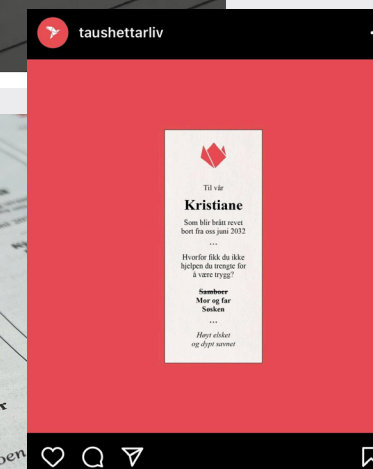 taushettarliv
Til vår
Kristiane
Som blir brått revet
bort fra oss juni 2032
...
Hvorfor fikk du ikke
hjelpen du trengte for
å være trygg?
Samboer
Mor og far
Søsken
...
Høyt elsket
og dypt savnet